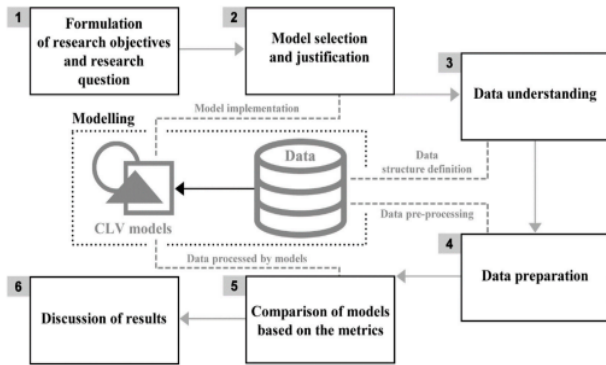 1
Formulation
of research objectives
and research
question
2
Model selection
and justification
3
Data understanding
Model implementation
Modelling
Data
CLV models
Data
structure definition
Data pre-processing
4
Data preparation
Data processed by models
5
Comparison of models
based on the metrics
6
Discussion of results